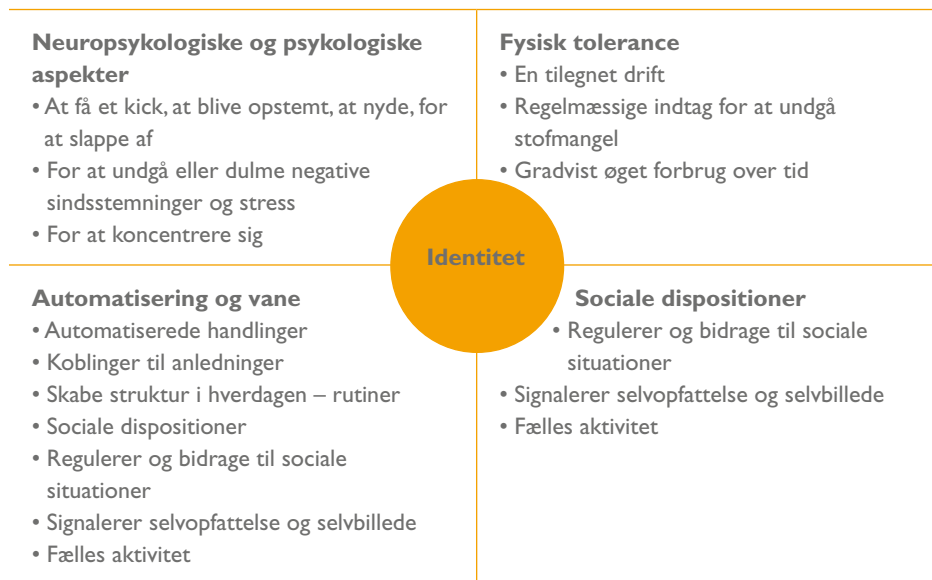 Neuropsykologiske og psykologiske
aspekter
• At få et kick, at blive opstemt, at nyde, for
at slappe af
• For at undgå eller dulme negative
sindsstemninger og stress
• For at koncentrere sig
Fysisk tolerance
• En tilegnet drift
• Regelmæssige indtag for at undgå
stofmangel
• Gradvist øget forbrug over tid
Identitet
Automatisering og vane
• Automatiserede handlinger
• Koblinger til anledninger
• Skabe struktur i hverdagen – rutiner
• Sociale dispositioner
• Regulerer og bidrage til sociale
situationer
• Signalerer selvopfattelse og selvbillede
• Fælles aktivitet
Sociale dispositioner
• Regulerer og bidrage til sociale
situationer
• Signalerer selvopfattelse og selvbillede
• Fælles aktivitet